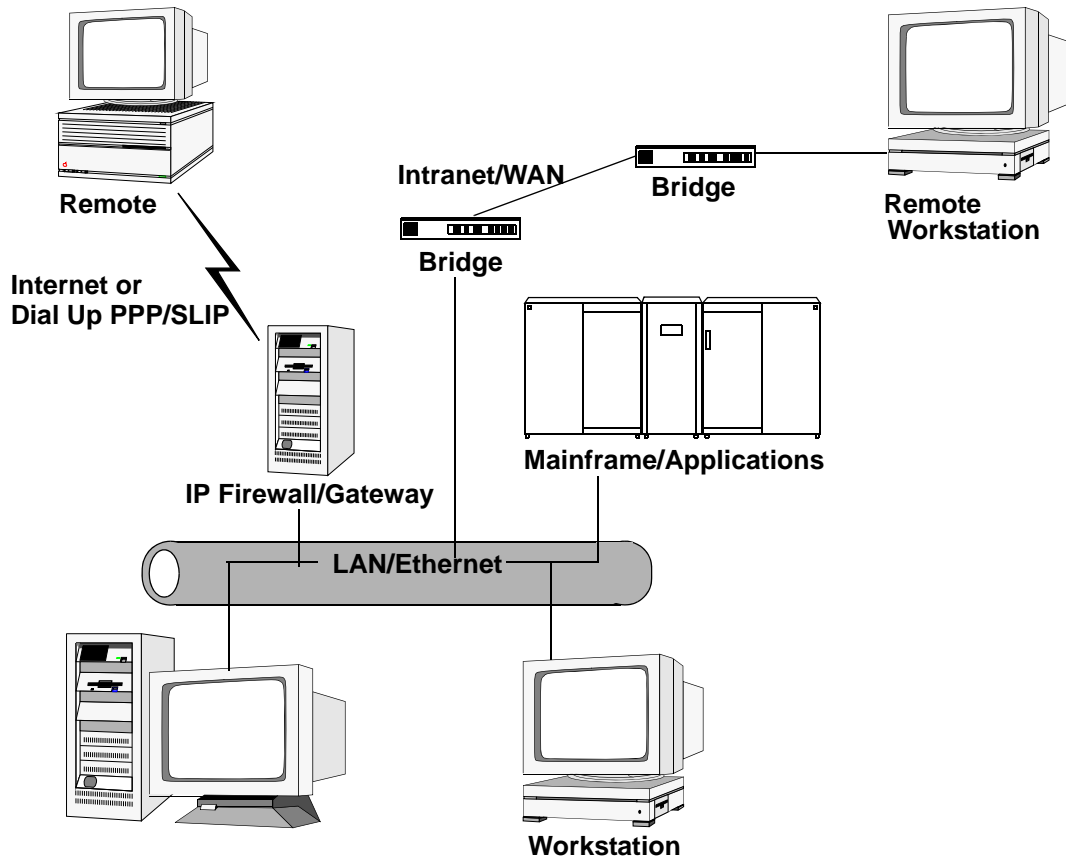 Remote
Intranet/WAN
Bridge
Bridge
Remote
Workstation
Internet or
Dial Up PPP/SLIP
Mainframe/Applications
IP Firewall/Gateway
LAN/Ethernet
Workstation